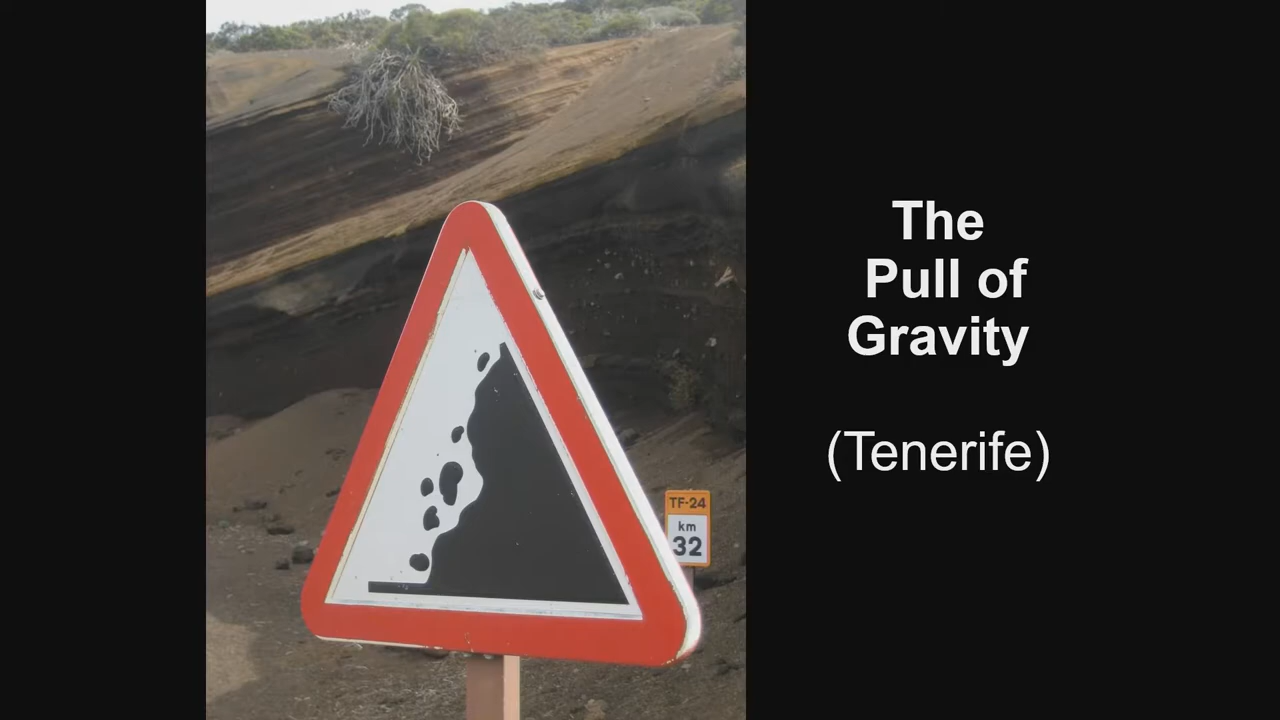 The
Pull of
Gravity
(Tenerife)
TF-24
km
32